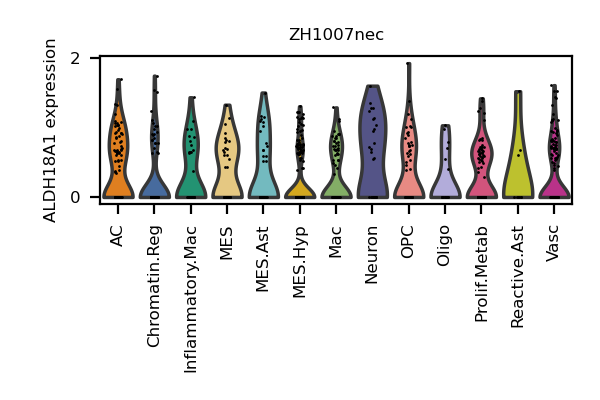 ZH1007nec
ALDH18A1 expression
2
0
AC
Chromatin.Reg
Inflammatory.Mac
MES
MES.Ast
MES.Hyp
Mac
Neuron
OPC
Oligo
Prolif.Metab
Reactive.Ast
Vasc